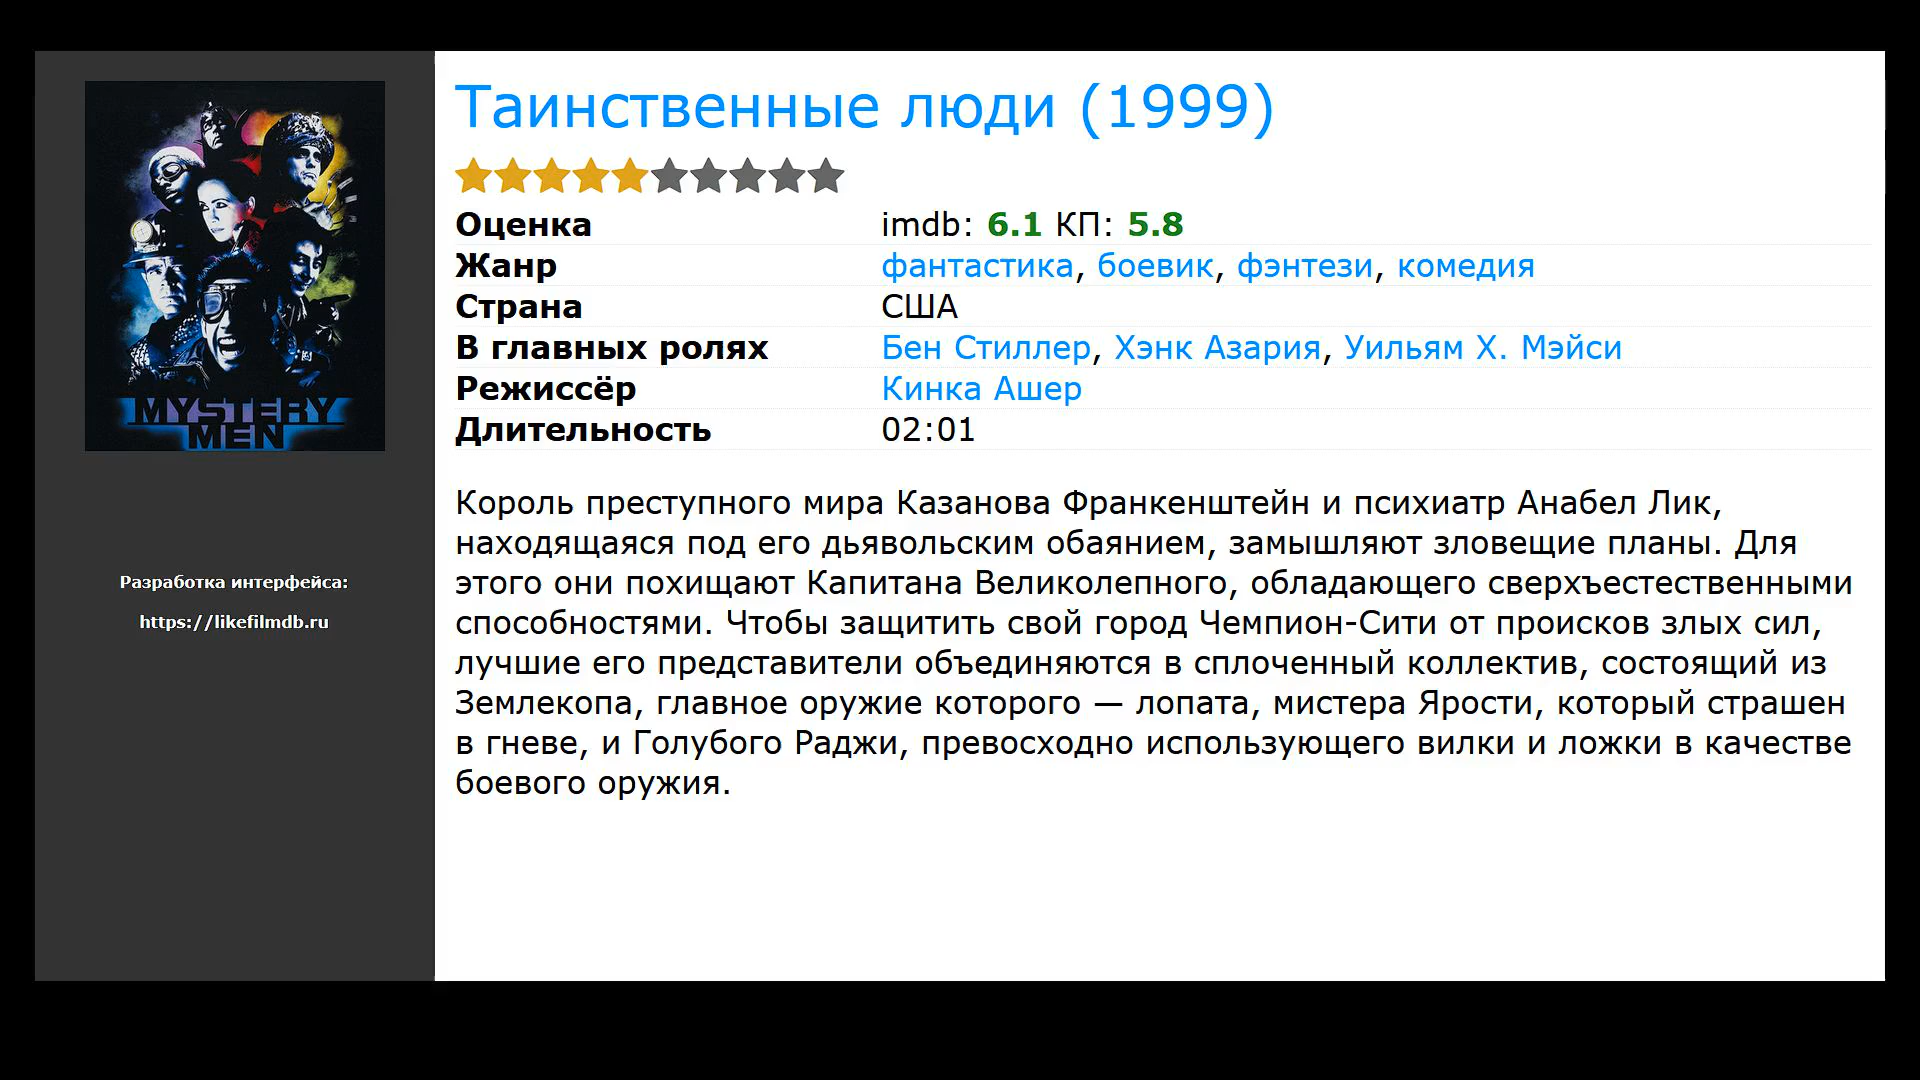 MYSTERY
MEN
Разработка интерфейса:
https://likefilmdb.ru
Таинственные люди (1999)
Оценка imdb: 6.1 КП: 5.8
Жанр фантастика, боевик, фэнтези, комедия
Страна США
В главных ролях Бен Стиллер, Хэнк Азария, Уильям Х. Мэйси
Режиссёр Кинка Ашер
Длительность 02:01
Король преступного мира Казанова Франкенштейн и психиатр Анабел Лик,
находящаяся под его дьявольским обаянием, замышляют зловещие планы. Для
этого они похищают Капитана Великолепного, обладающего сверхъестественными
способностями. Чтобы защитить свой город Чемпион-Сити от происков злых сил,
лучшие его представители объединяются в сплоченный коллектив, состоящий из
Землекопа, главное оружие которого — лопата, мистера Ярости, который страшен
в гневе, и Голубого Раджи, превосходно использующего вилки и ложки в качестве
боевого оружия.